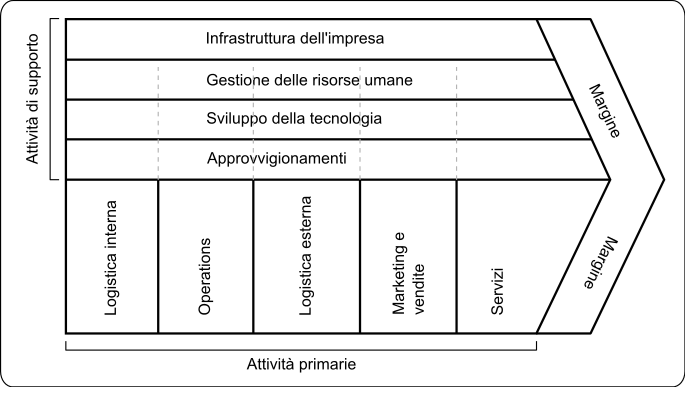 Attività di supporto
Infrastruttura dell'impresa
Gestione delle risorse umane
Sviluppo della tecnologia
Approvvigionamenti
Margine
Logistica interna
Operations
Logistica esterna
Marketing e
vendite
Servizi
Margine
Attività primarie